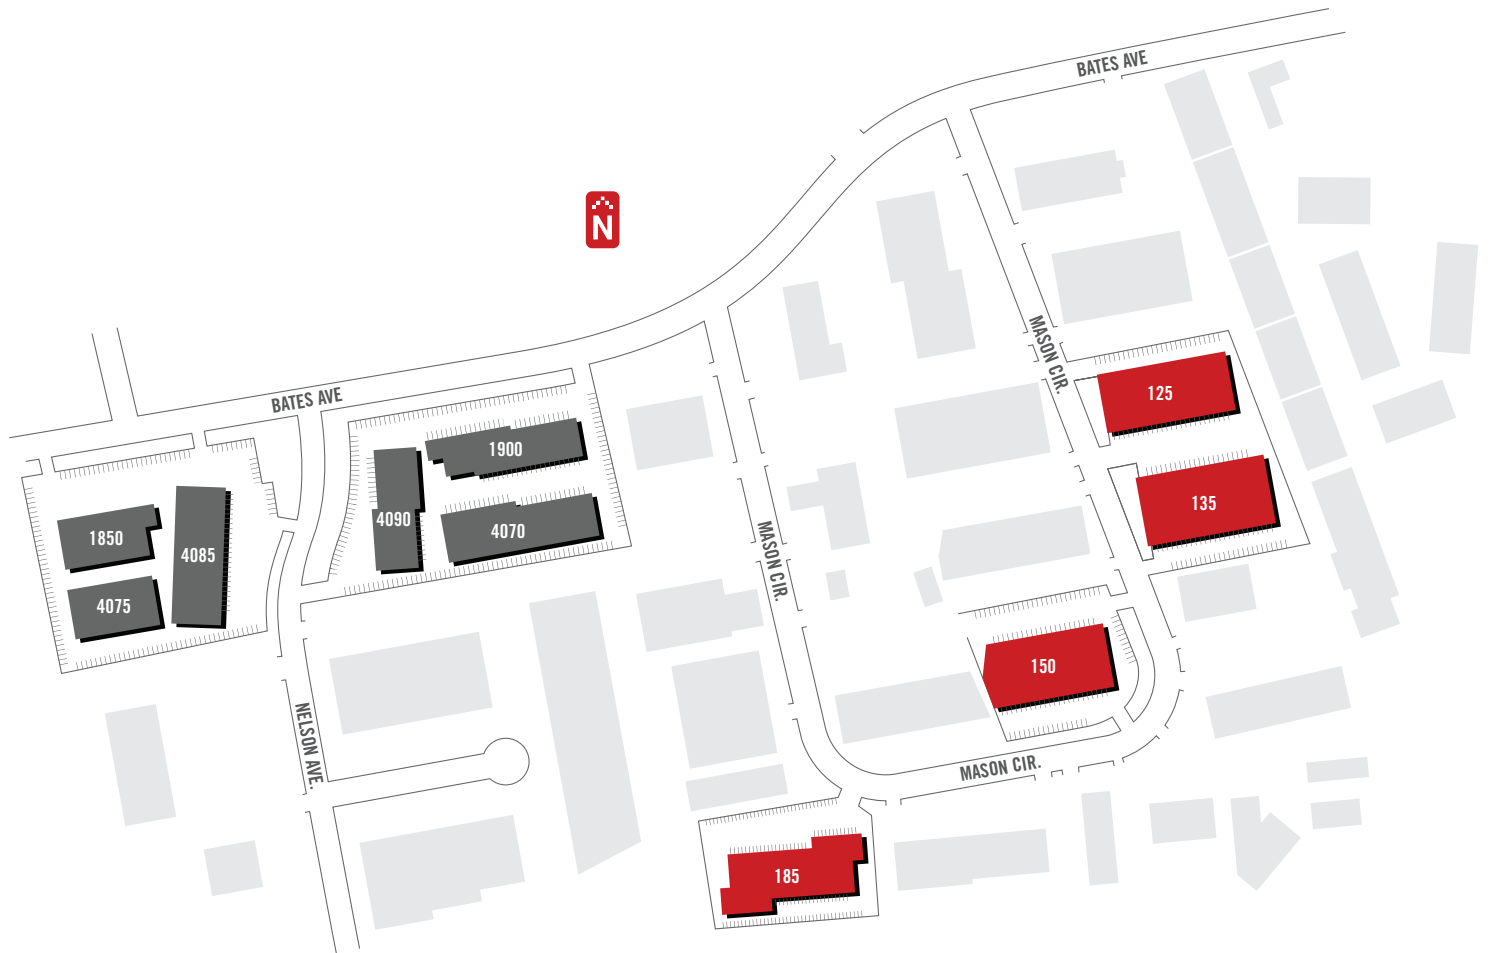 BATES AVE
N
MASON CIR.
125
BATES AVE
1900
135
4090
4070
1850
4085
MASON CIR.
4075
150
NELSON AVE.
MASON CIR.
185